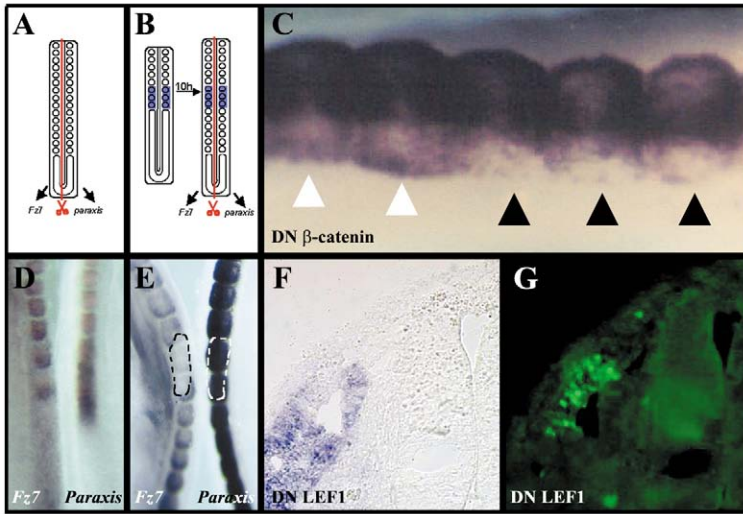 A
B
C
10h
Fz7
paraxis
Fz7
paraxis
DN β-catenin
D
E
F
G
Fz7
Paraxis
Fz7
Paraxis
DN LEF1
DN LEF1